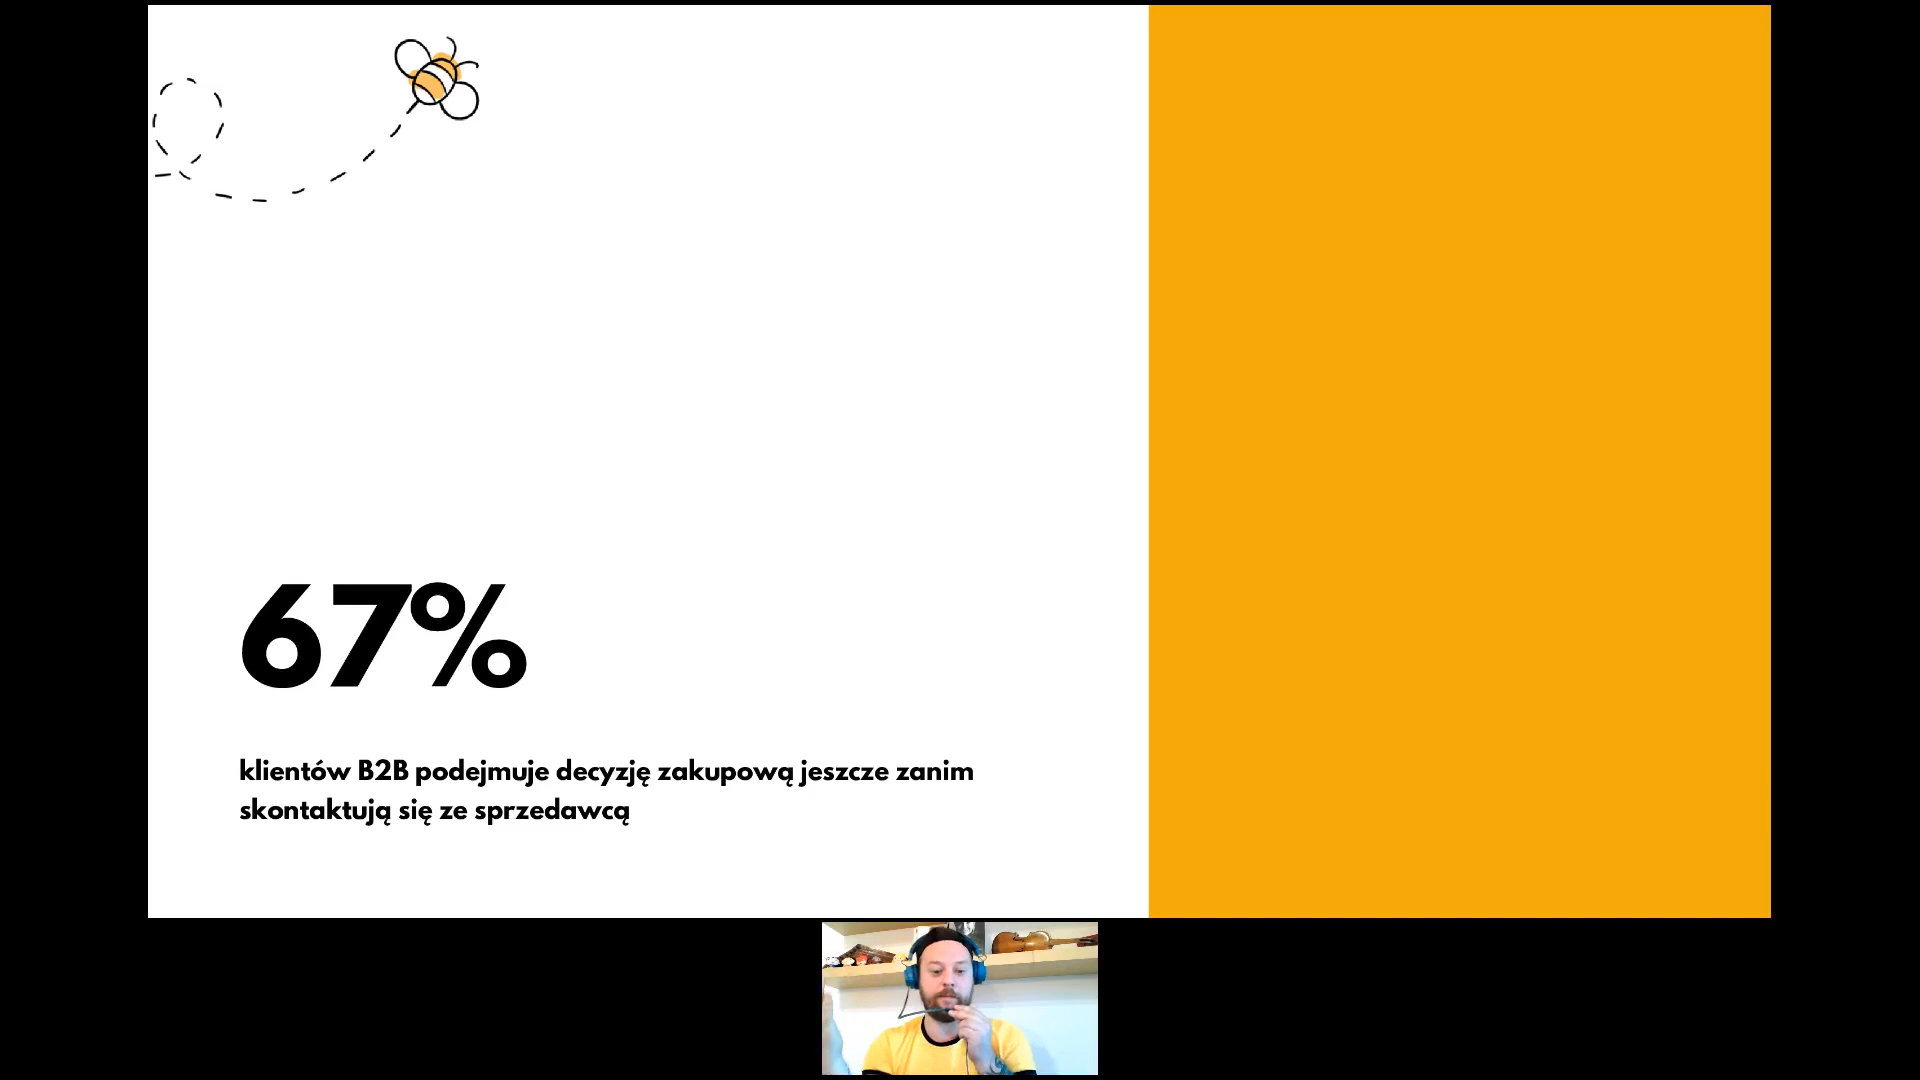 67%
klientów B2B podejmuje decyzję zakupową jeszcze zanim
skontaktują się ze sprzedawcą